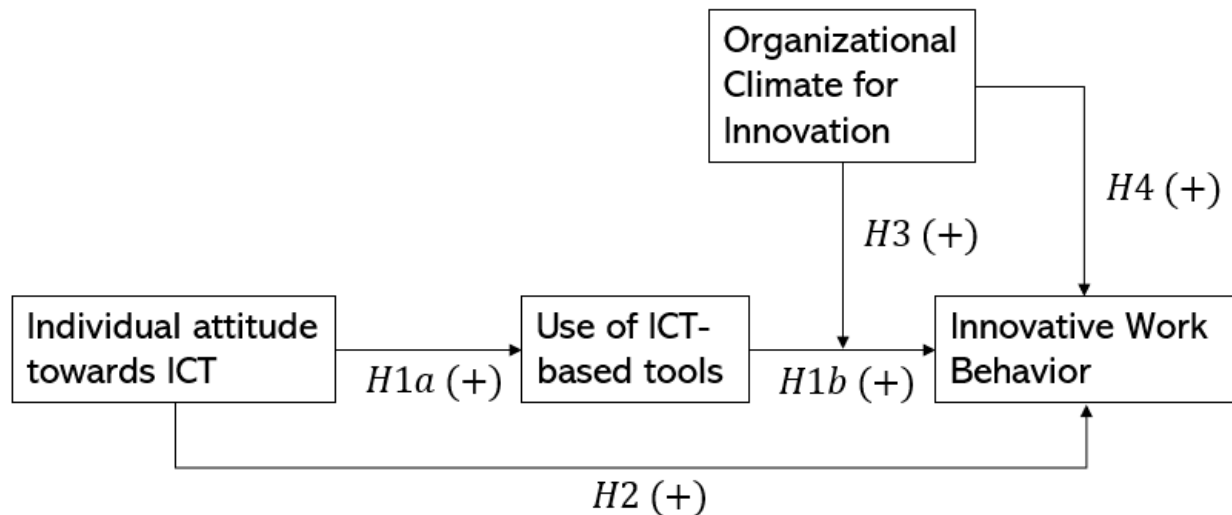 Organizational
Climate for
Innovation
H4 (+)
H3 (+)
Individual attitude
towards ICT
H1a (+)
Use of ICT-
based tools
H1b (+)
Innovative Work
Behavior
H2 (+)